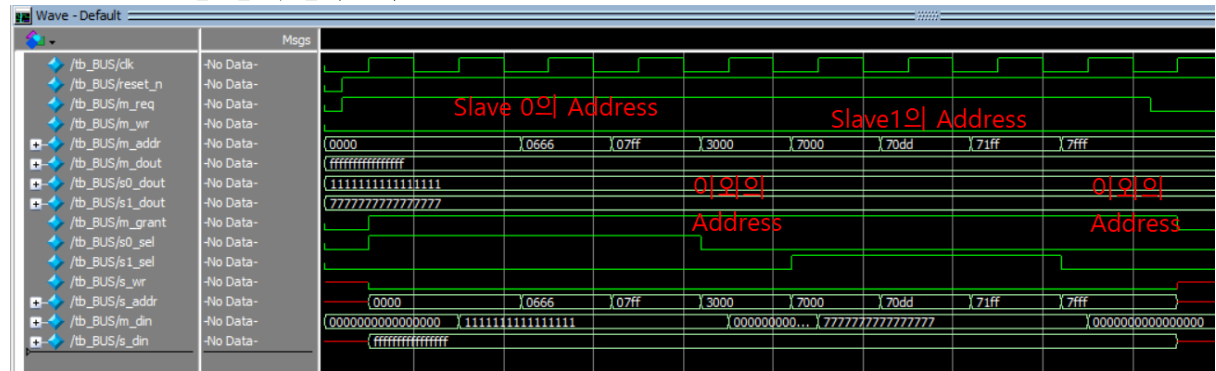 Wave - Default
Msgs
/tb_BUS/clk -No Data-
/tb_BUS/reset_n -No Data-
/tb_BUS/m_req -No Data-
Slave 0의 Address
/tb_BUS/m_wr -No Data-
Slave1의 Address
/tb_BUS/m_addr -No Data- 0000 0666 07ff 3000 7000 70dd 71ff 7fff
/tb_BUS/m_dout -No Data- ffffffffffffffff
/tb_BUS/s0_dout -No Data- 1111111111111111
이외의 이외의
/tb_BUS/s1_dout -No Data- 7777777777777777
/tb_BUS/m_grant -No Data-
Address Address
/tb_BUS/s0_sel -No Data-
/tb_BUS/s1_sel -No Data-
/tb_BUS/s_wr -No Data-
/tb_BUS/s_addr -No Data- 0000 0666 07ff 3000 7000 70dd 71ff 7fff
/tb_BUS/m_din -No Data- 0000000000000000 1111111111111111 000000000... 7777777777777777 0000000000000000
/tb_BUS/s_din -No Data- ffffffffffffffff